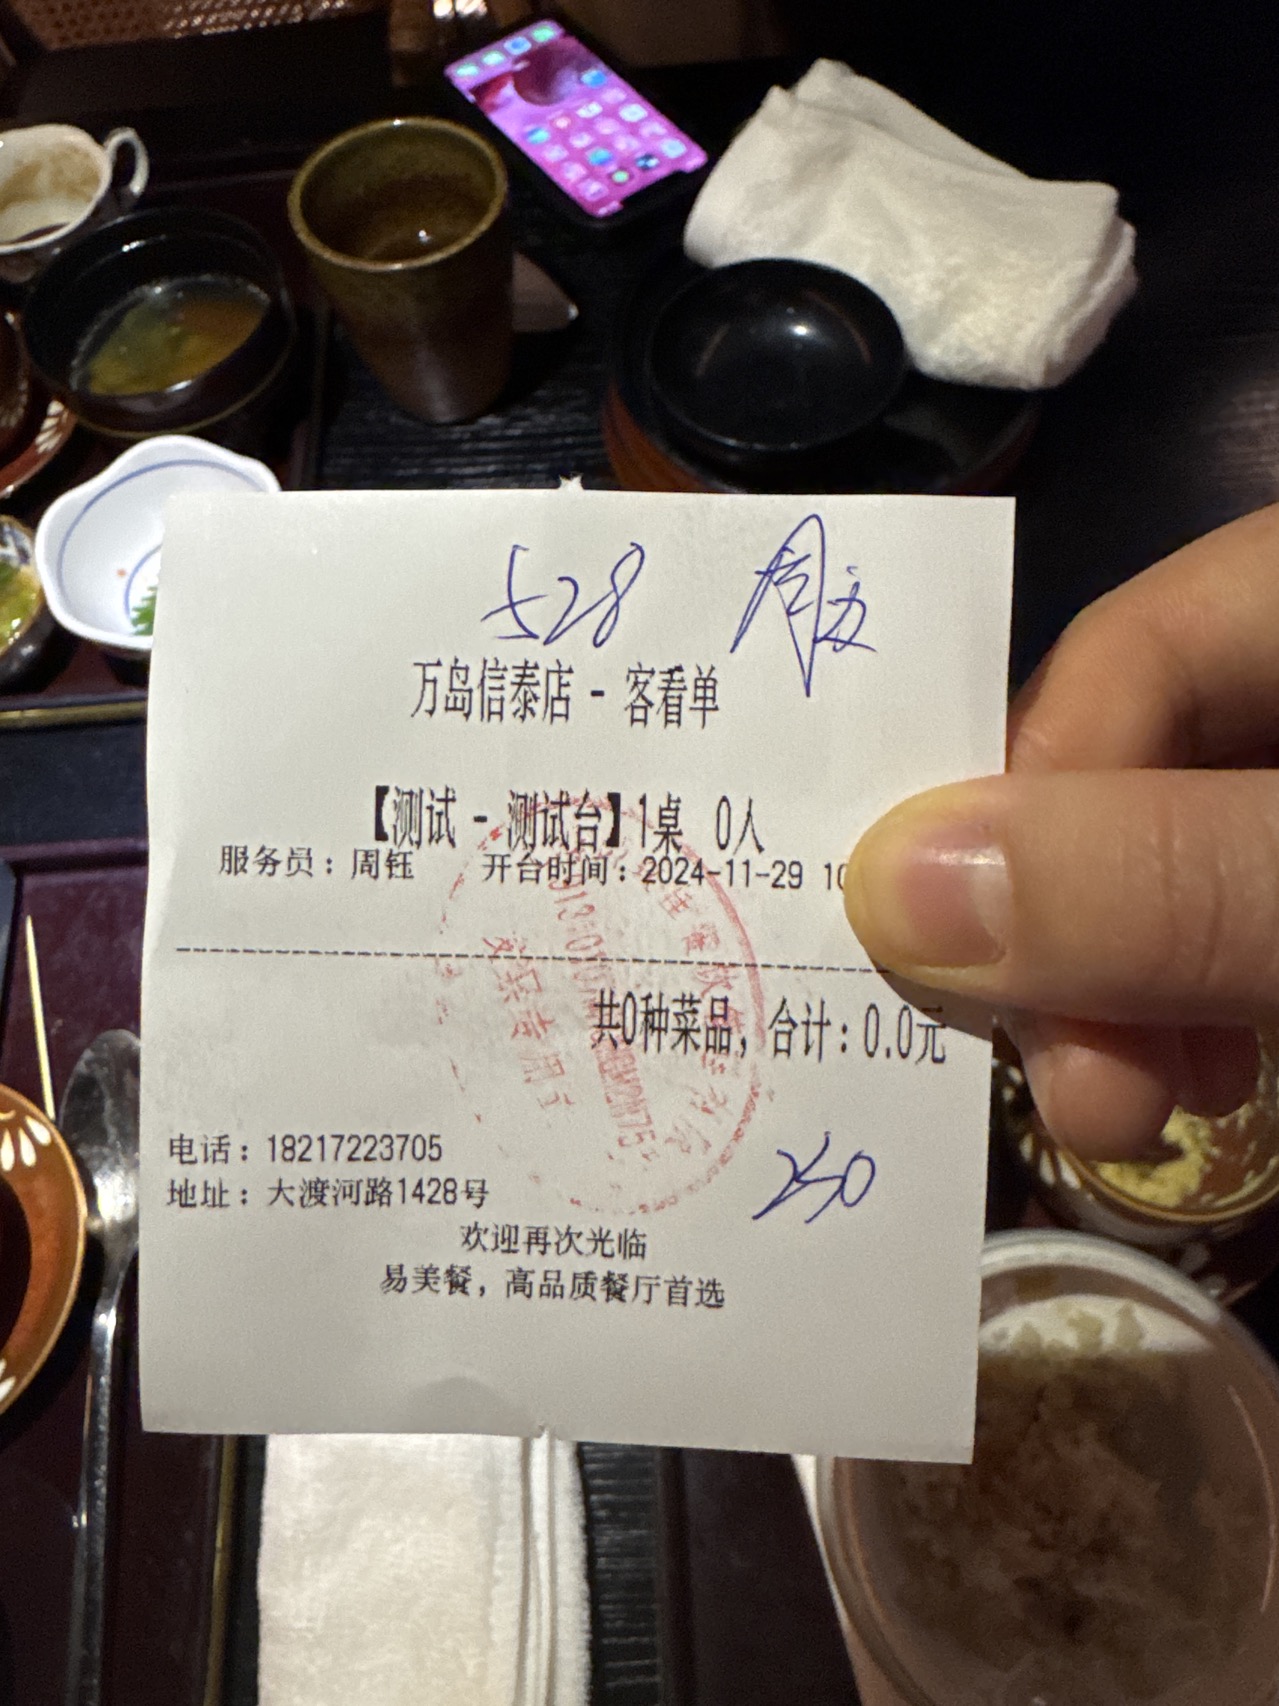 528 周五
万岛信泰店 - 客看单
【测试 - 测试台】1桌 0人
服务员：周钰 开台时间：2024-11-29 10
共0种菜品，合计：0.0元
250
电话：18217223705
地址：大渡河路1428号
欢迎再次光临
易美餐，高品质餐厅首选